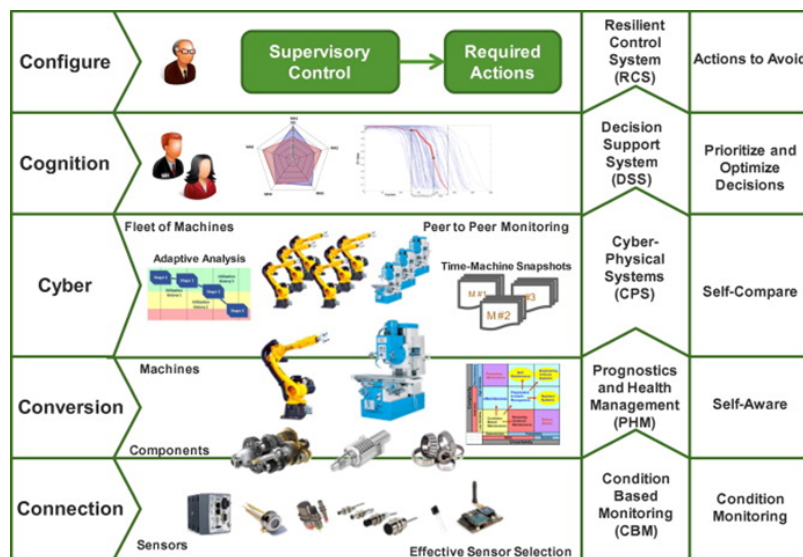 Configure
Supervisory
Control
Required
Actions
Resilient
Control
System
(RCS)
Actions to Avoid
Cognition
Decision
Support
System
(DSS)
Prioritize and
Optimize
Decisions
Cyber
Fleet of Machines
Peer to Peer Monitoring
Adaptive Analysis
Time-Machine Snapshots
M #1
#3
M #2
Cyber-
Physical
Systems
(CPS)
Self-Compare
Conversion
Machines
Components
Prognostics
and Health
Management
(PHM)
Self-Aware
Connection
Sensors
Effective Sensor Selection
Condition
Based
Monitoring
(CBM)
Condition
Monitoring